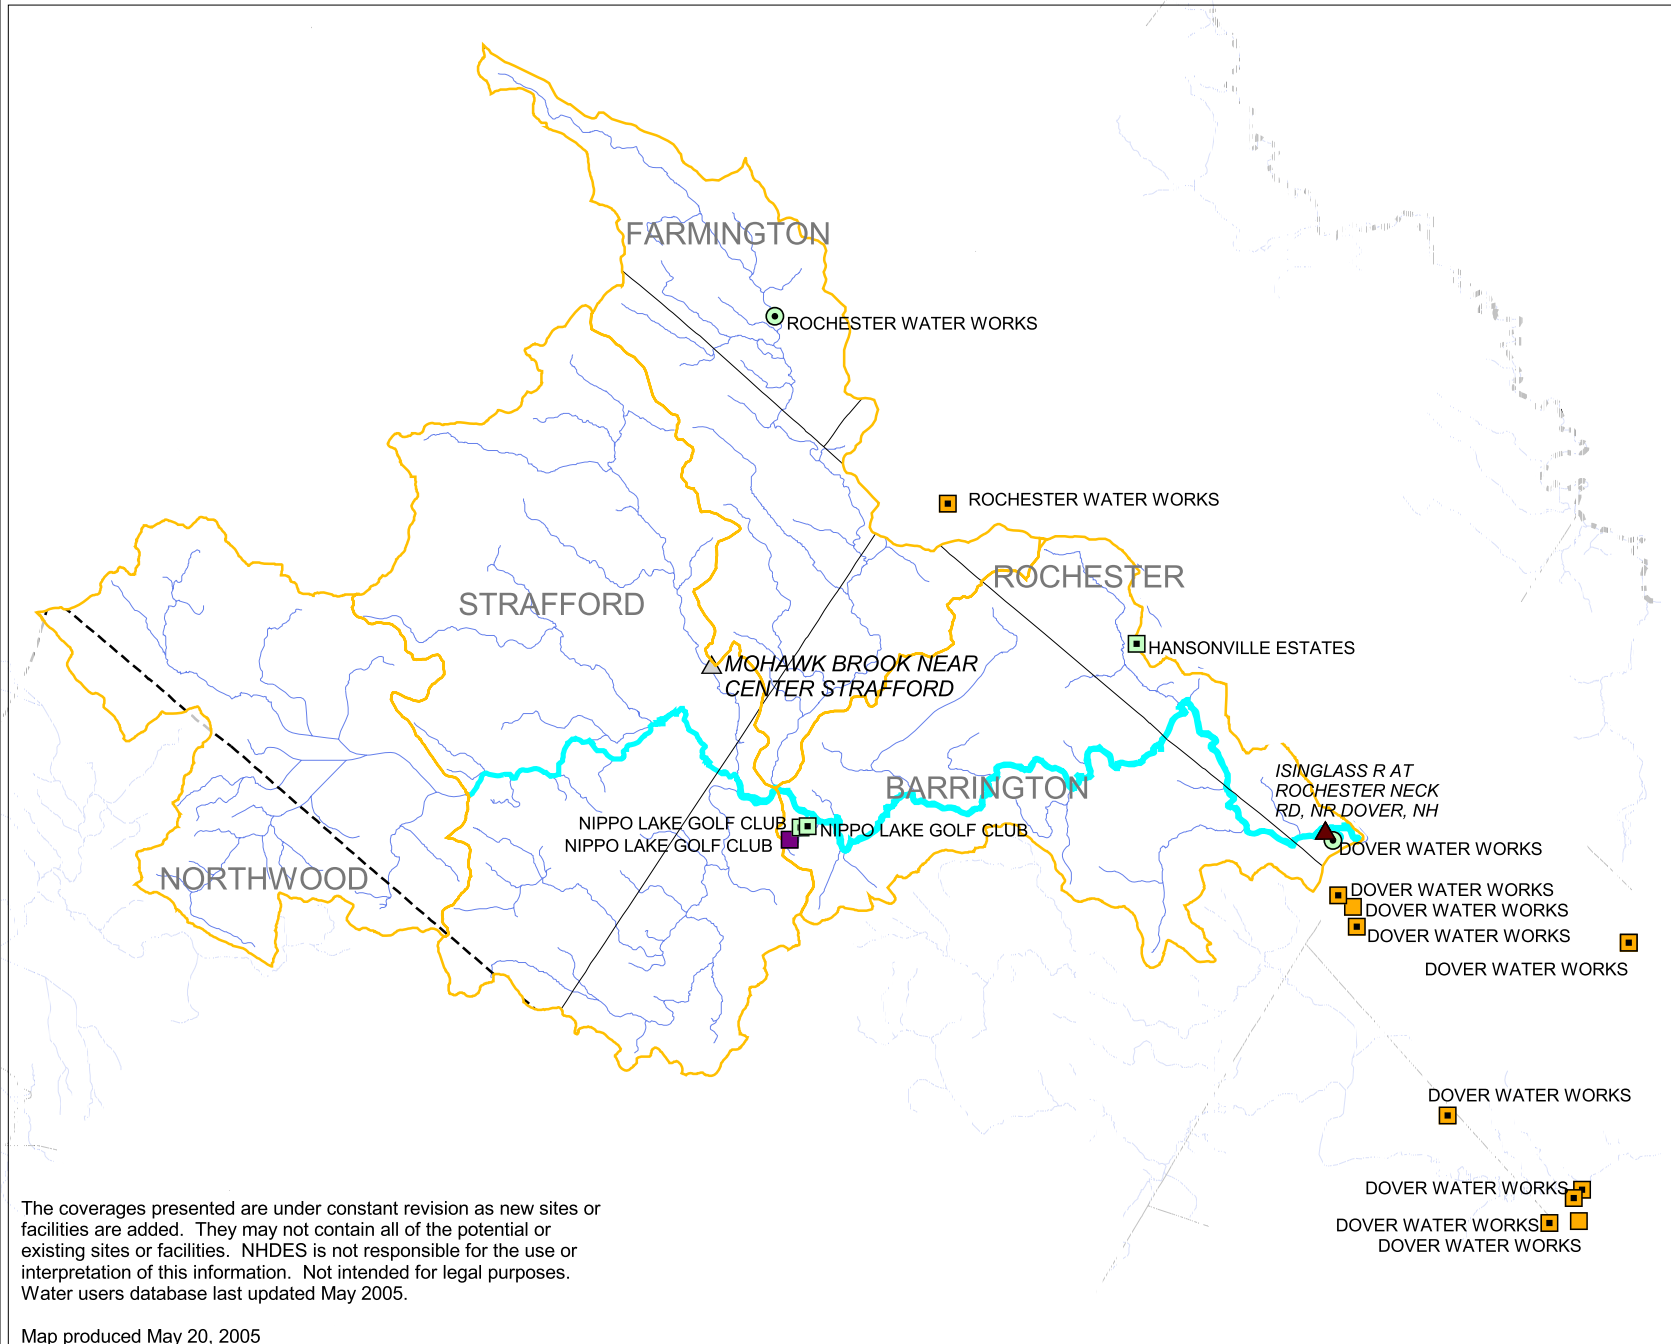 FARMINGTON
ROCHESTER WATER WORKS
ROCHESTER WATER WORKS
ROCHESTER
STRAFFORD
HANSONVILLE ESTATES
MOHAWK BROOK NEAR
CENTER STRAFFORD
BARRINGTON
ISINGLASS R AT
ROCHESTER NECK
RD, NR DOVER, NH
NIPPO LAKE GOLF CLUB
NIPPO LAKE GOLF CLUB
NIPPO LAKE GOLF CLUB
DOVER WATER WORKS
NORTHWOOD
DOVER WATER WORKS
DOVER WATER WORKS
DOVER WATER WORKS
DOVER WATER WORKS
DOVER WATER WORKS
DOVER WATER WORKS
DOVER WATER WORKS
DOVER WATER WORKS
The coverages presented are under constant revision as new sites or
facilities are added.  They may not contain all of the potential or
existing sites or facilities.  NHDES is not responsible for the use or
interpretation of this information.  Not intended for legal purposes.
Water users database last updated May 2005.
Map produced May 20, 2005